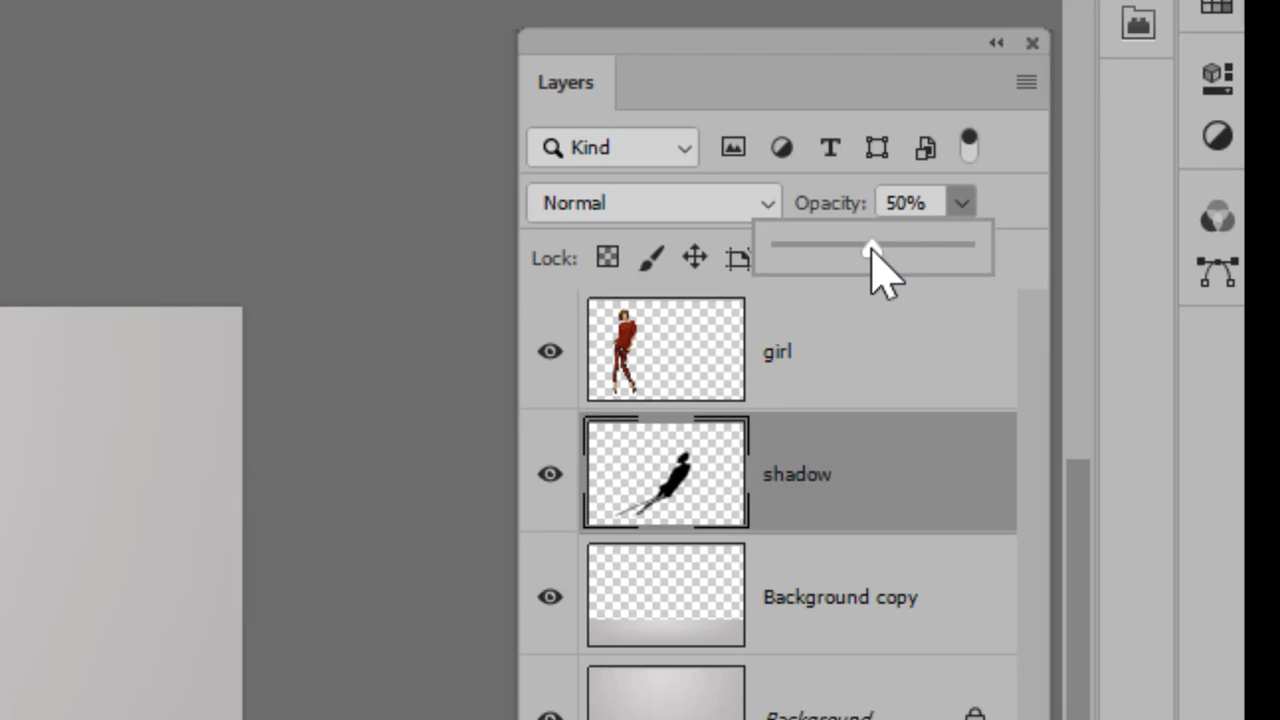 Layers
Kind
Normal Opacity: 50%
Lock:
girl
shadow
Background copy
Background